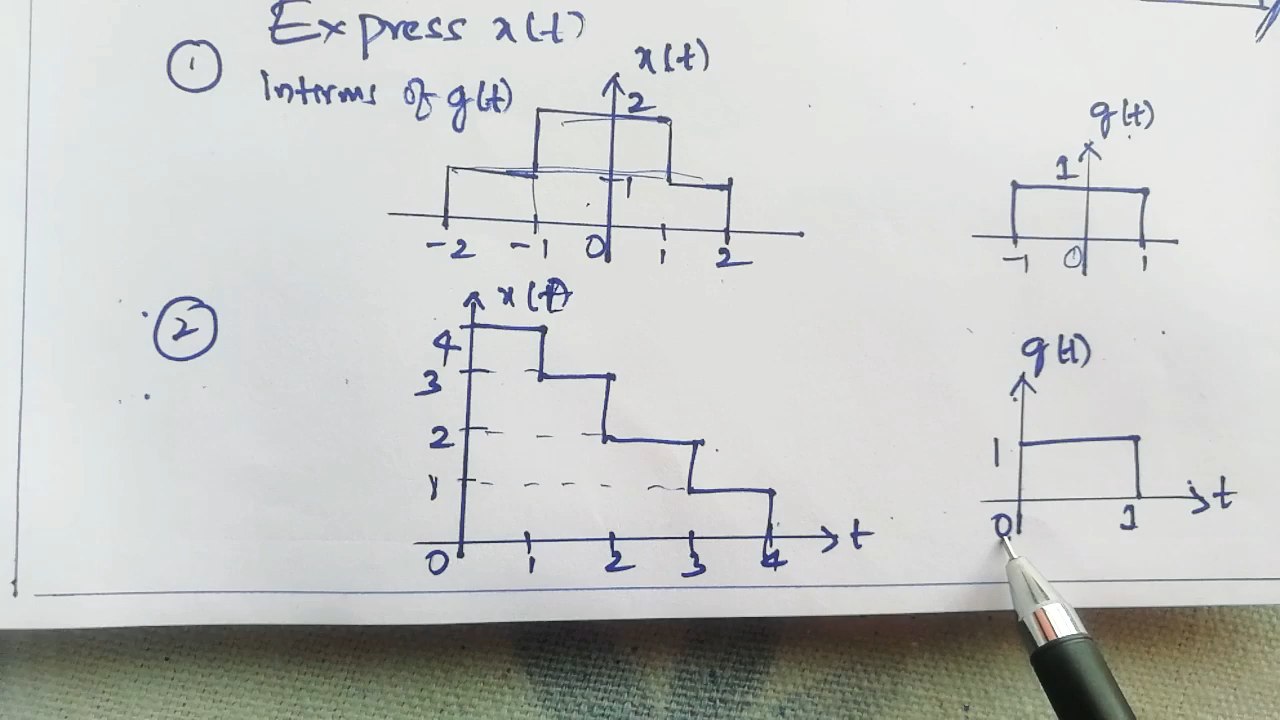 Express x(t)
①
Interms of g(t)
x(t)
2
1
-2 -1 0 1 2
g(t)
1
-1 0 1
②
x(t)
4
3
2
1
0 1 2 3 4 t
g(t)
1
0 1 t